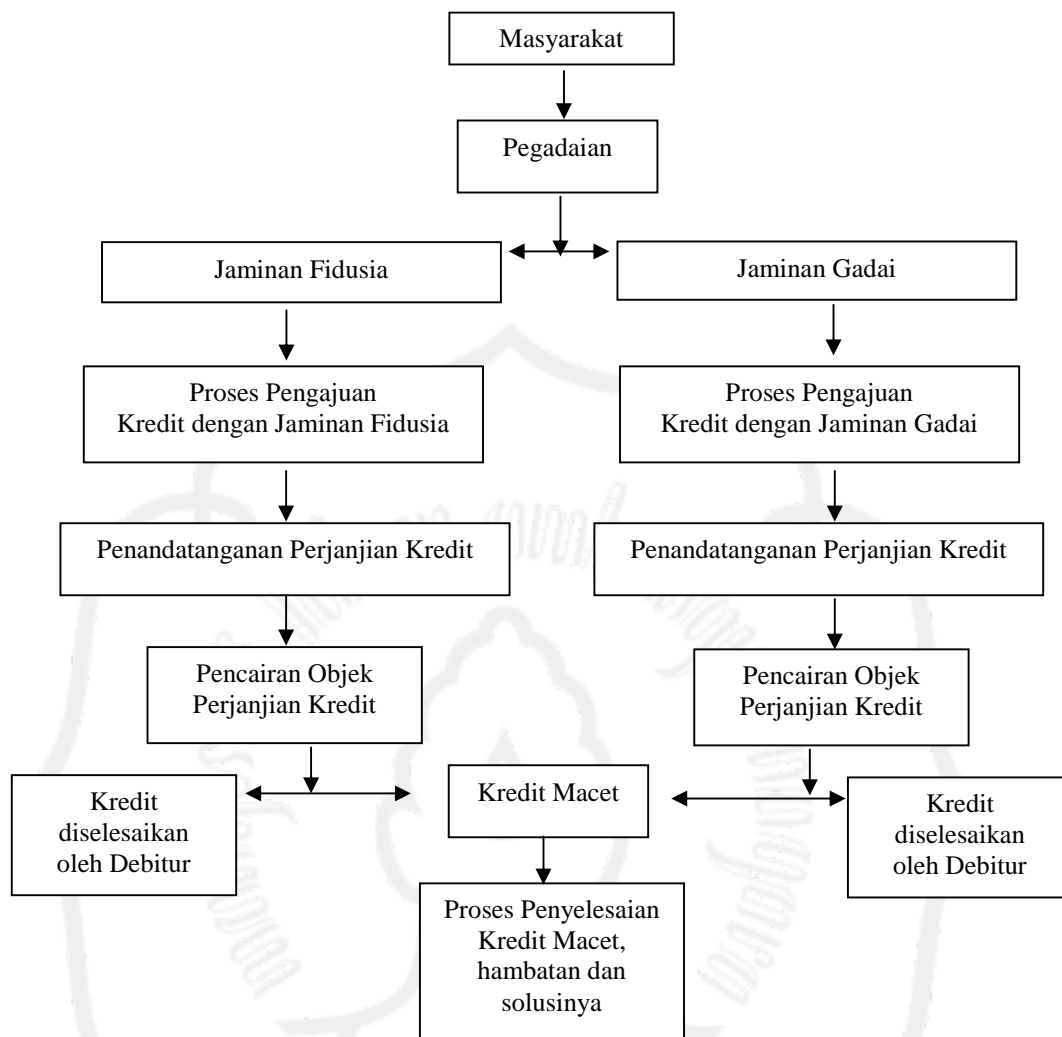 Masyarakat
Pegadaian
Jaminan Fidusia
Jaminan Gadai
Proses Pengajuan
Kredit dengan Jaminan Fidusia
Proses Pengajuan
Kredit dengan Jaminan Gadai
Penandatanganan Perjanjian Kredit
Penandatanganan Perjanjian Kredit
Pencairan Objek
Perjanjian Kredit
Pencairan Objek
Perjanjian Kredit
Kredit
diselesaikan
oleh Debitur
Kredit Macet
Kredit
diselesaikan
oleh Debitur
Proses Penyelesaian
Kredit Macet,
hambatan dan
solusinya